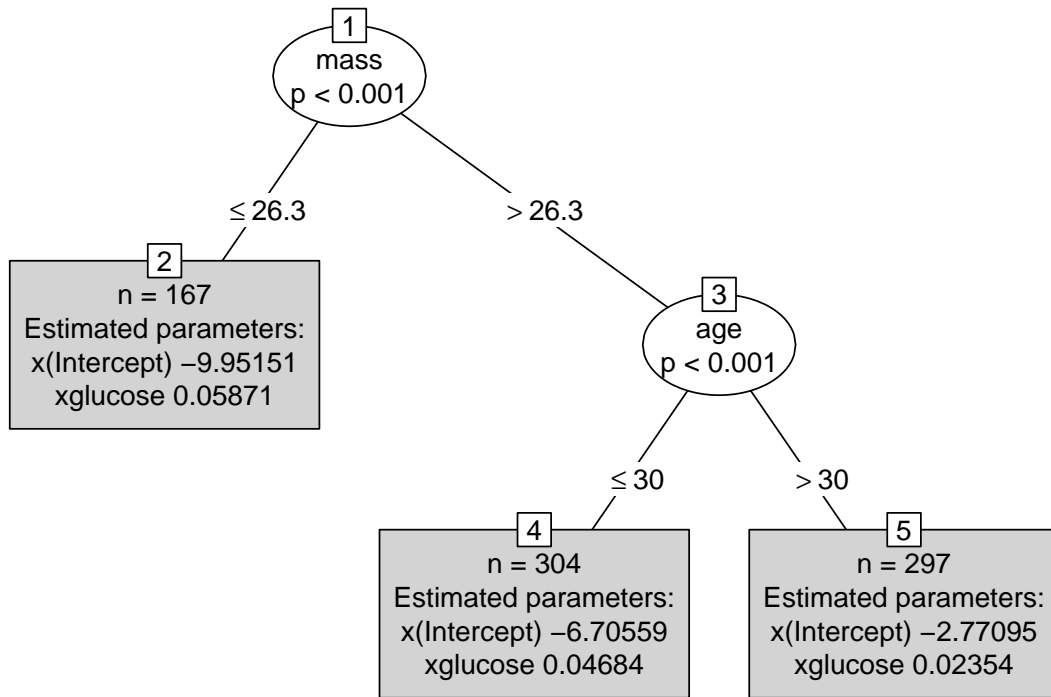 1
mass
p < 0.001
≤ 26.3
> 26.3
2
n = 167
Estimated parameters:
x(Intercept) −9.95151
xglucose 0.05871
3
age
p < 0.001
≤ 30
> 30
4
n = 304
Estimated parameters:
x(Intercept) −6.70559
xglucose 0.04684
5
n = 297
Estimated parameters:
x(Intercept) −2.77095
xglucose 0.02354